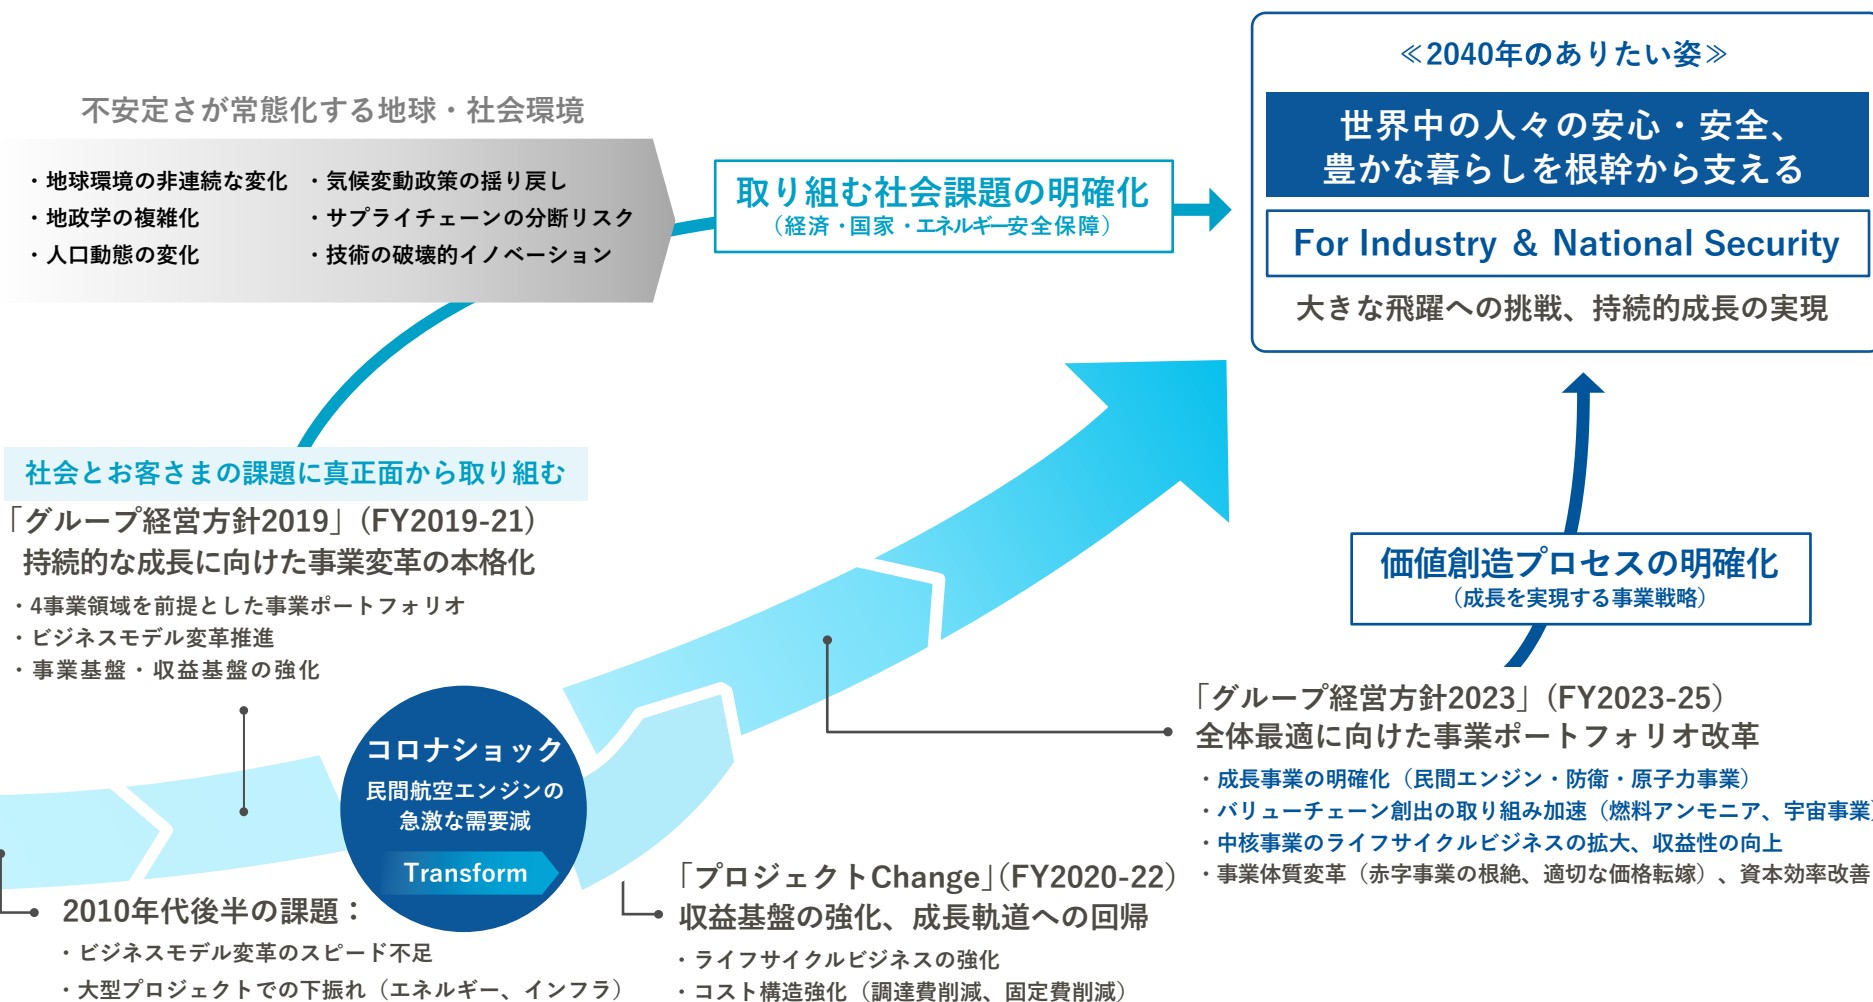 不安定さが常態化する地球・社会環境
・地球環境の非連続な変化
・地政学の複雑化
・人口動態の変化
・気候変動政策の揺り戻し
・サプライチェーンの分断リスク
・技術の破壊的イノベーション
取り組む社会課題の明確化
（経済・国家・エネルギー安全保障）
≪2040年のありたい姿≫
世界中の人々の安心・安全、
豊かな暮らしを根幹から支える
For Industry & National Security
大きな飛躍への挑戦、持続的成長の実現
社会とお客さまの課題に真正面から取り組む
「グループ経営方針2019」(FY2019-21)
持続的な成長に向けた事業変革の本格化
・4事業領域を前提とした事業ポートフォリオ
・ビジネスモデル変革推進
・事業基盤・収益基盤の強化
コロナショック
民間航空エンジンの
急激な需要減
Transform
2010年代後半の課題：
・ビジネスモデル変革のスピード不足
・大型プロジェクトでの下振れ（エネルギー、インフラ）
「プロジェクトChange」(FY2020-22)
収益基盤の強化、成長軌道への回帰
・ライフサイクルビジネスの強化
・コスト構造強化（調達費削減、固定費削減）
価値創造プロセスの明確化
（成長を実現する事業戦略）
「グループ経営方針2023」(FY2023-25)
全体最適に向けた事業ポートフォリオ改革
・成長事業の明確化（民間エンジン・防衛・原子力事業）
・バリューチェーン創出の取り組み加速（燃料アンモニア、宇宙事業）
・中核事業のライフサイクルビジネスの拡大、収益性の向上
・事業体質変革（赤字事業の根絶、適切な価格転嫁）、資本効率改善